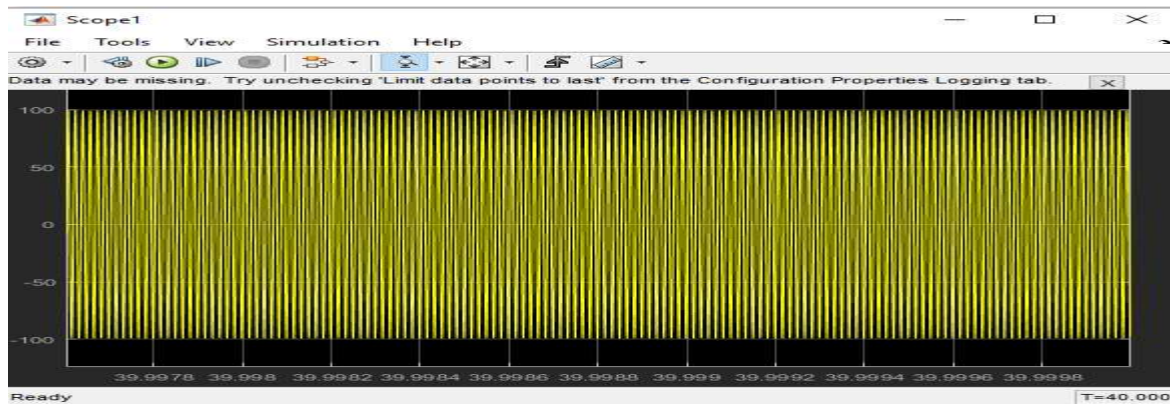 Scope1
File Tools View Simulation Help
Data may be missing. Try unchecking 'Limit data points to last' from the Configuration Properties Logging tab.
100
50
0
-50
-100
39.9978 39.998 39.9982 39.9984 39.9986 39.9988 39.999 39.9992 39.9994 39.9996 39.9998
Ready T=40.000